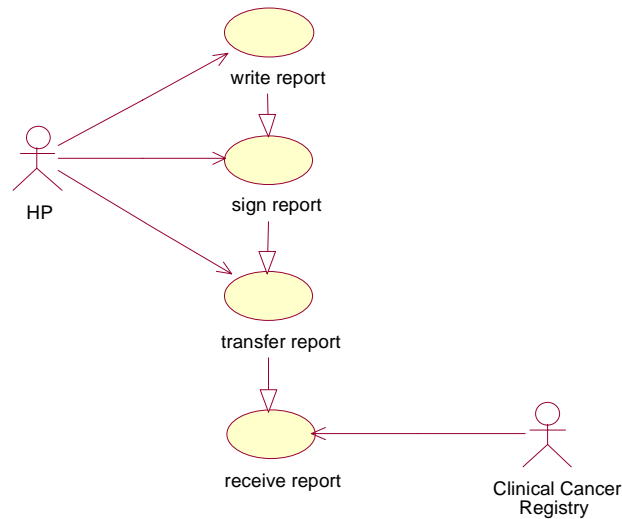 write report
HP
sign report
transfer report
receive report
Clinical Cancer
Registry